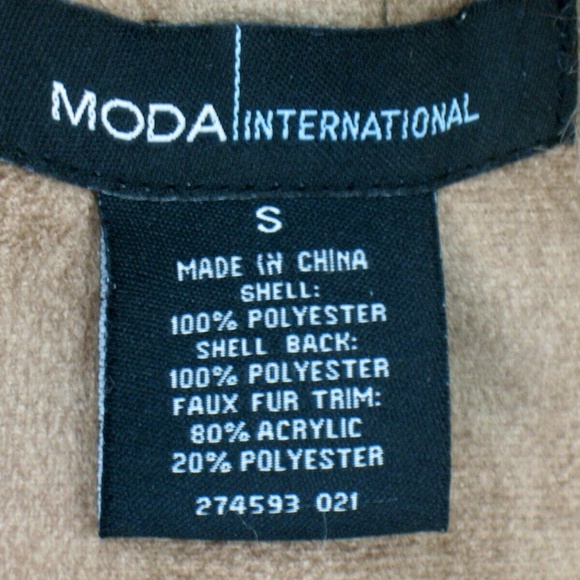 MODA INTERNATIONAL
S
MADE IN CHINA
SHELL:
100% POLYESTER
SHELL BACK:
100% POLYESTER
FAUX FUR TRIM:
80% ACRYLIC
20% POLYESTER
274593 021